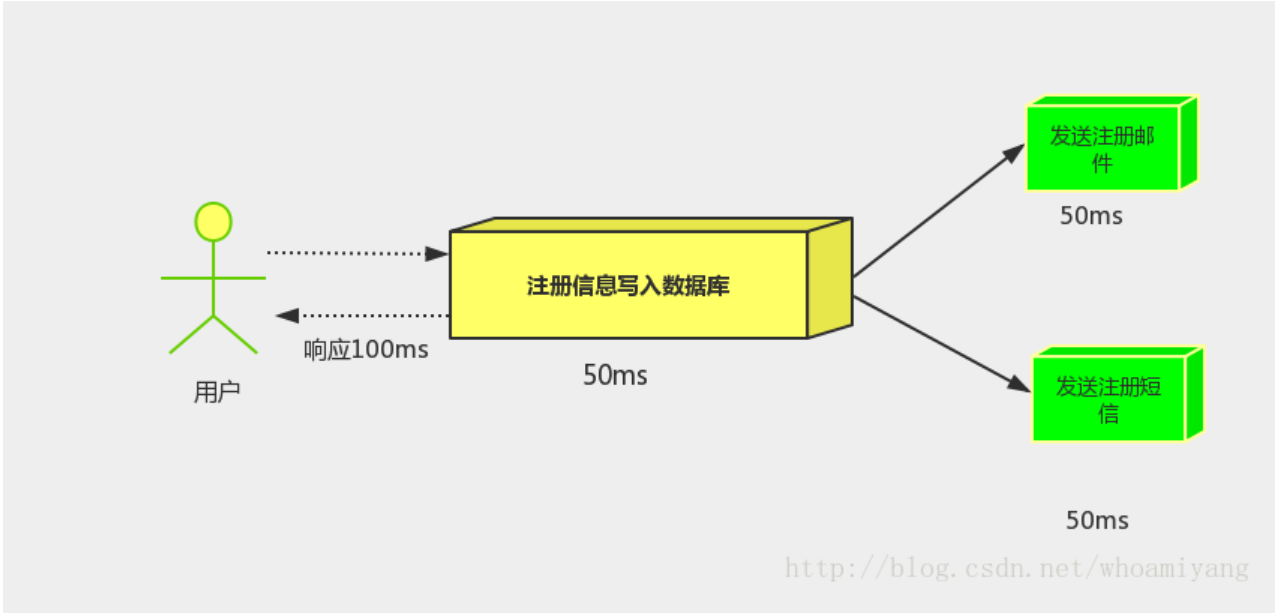 发送注册邮
件
50ms
注册信息写入数据库
响应100ms
50ms
用户
发送注册短
信
50ms
http://blog.csdn.net/whoamiyang